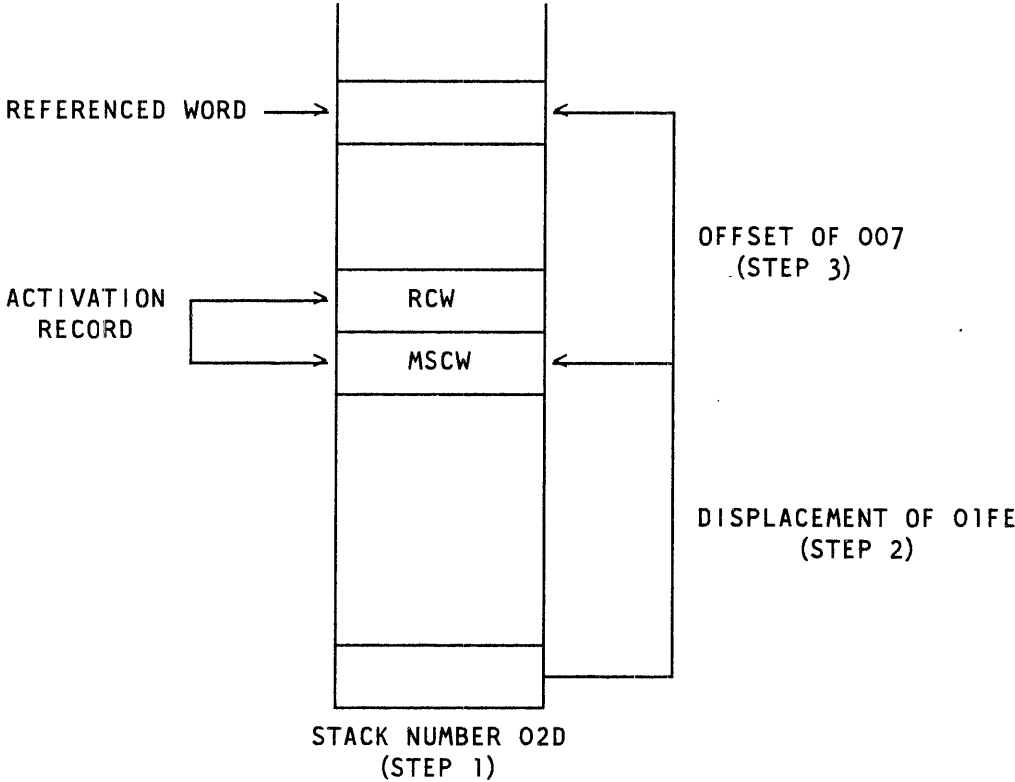 REFERENCED WORD
OFFSET OF 007
(STEP 3)
ACTIVATION
RECORD
RCW
MSCW
DISPLACEMENT OF 01FE
(STEP 2)
STACK NUMBER 02D
(STEP 1)